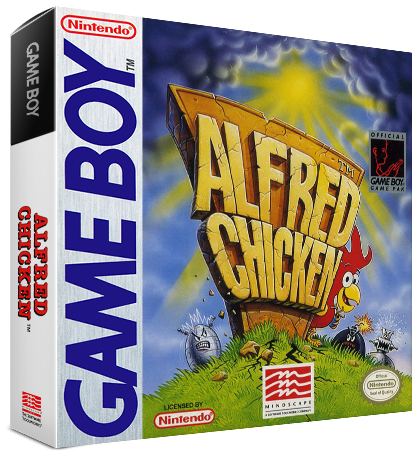 GAME BOY
ALFRED
CHICKEN
TM
MINDSCAPE
Nintendo
GAME BOY
TM
ALFRED
TM
CHICKEN
OFFICIAL
GAME BOY
GAME PAK
LICENSED BY
Nintendo
MINDSCAPE
Official
Nintendo
Seal of Quality